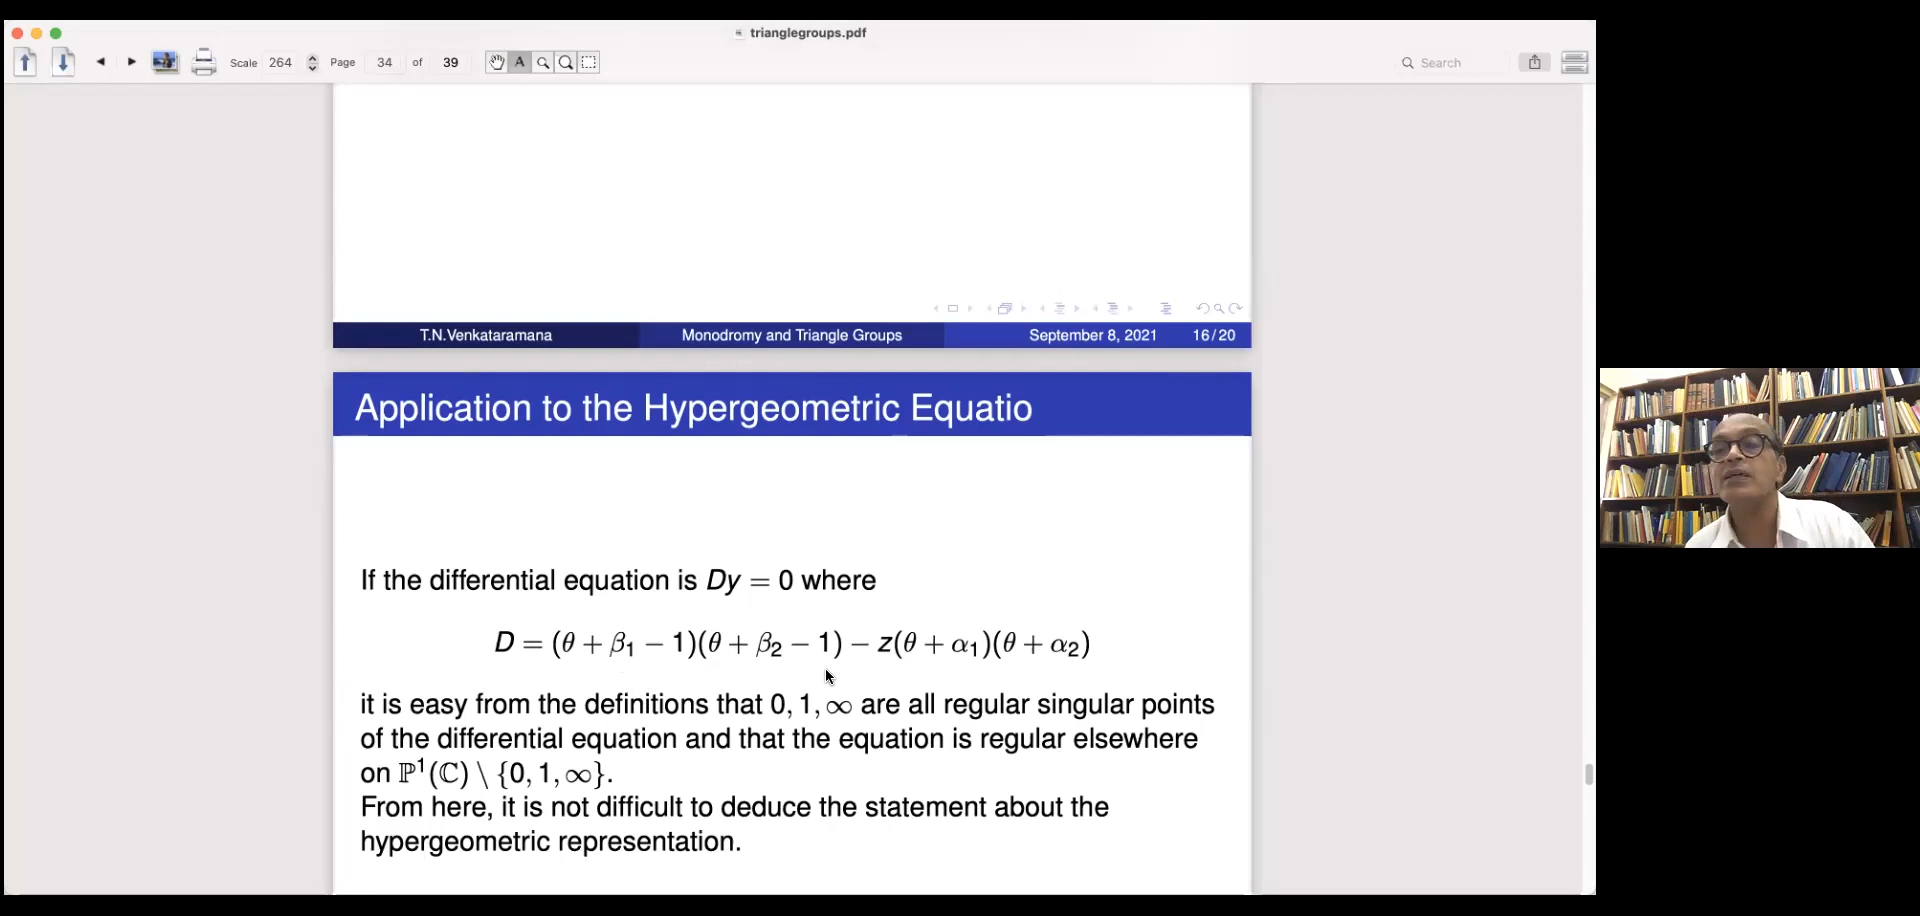 trianglegroups.pdf
Scale 264 Page 34 of 39 A Search
T.N.Venkataramana Monodromy and Triangle Groups September 8, 2021 16/20
Application to the Hypergeometric Equatio
If the differential equation is Dy = 0 where
D = (θ + β₁ − 1)(θ + β₂ − 1) − z(θ + α₁)(θ + α₂)
it is easy from the definitions that 0, 1, ∞ are all regular singular points
of the differential equation and that the equation is regular elsewhere
on ℙ¹(ℂ) \ {0, 1, ∞}.
From here, it is not difficult to deduce the statement about the
hypergeometric representation.